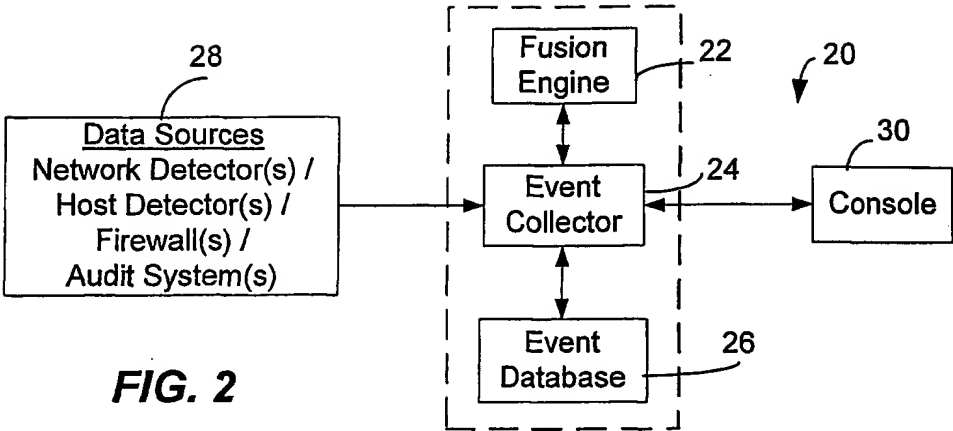 28
Data Sources
Network Detector(s) /
Host Detector(s) /
Firewall(s) /
Audit System(s)
Fusion
Engine
22
20
Event
Collector
24
30
Console
Event
Database
26
FIG. 2